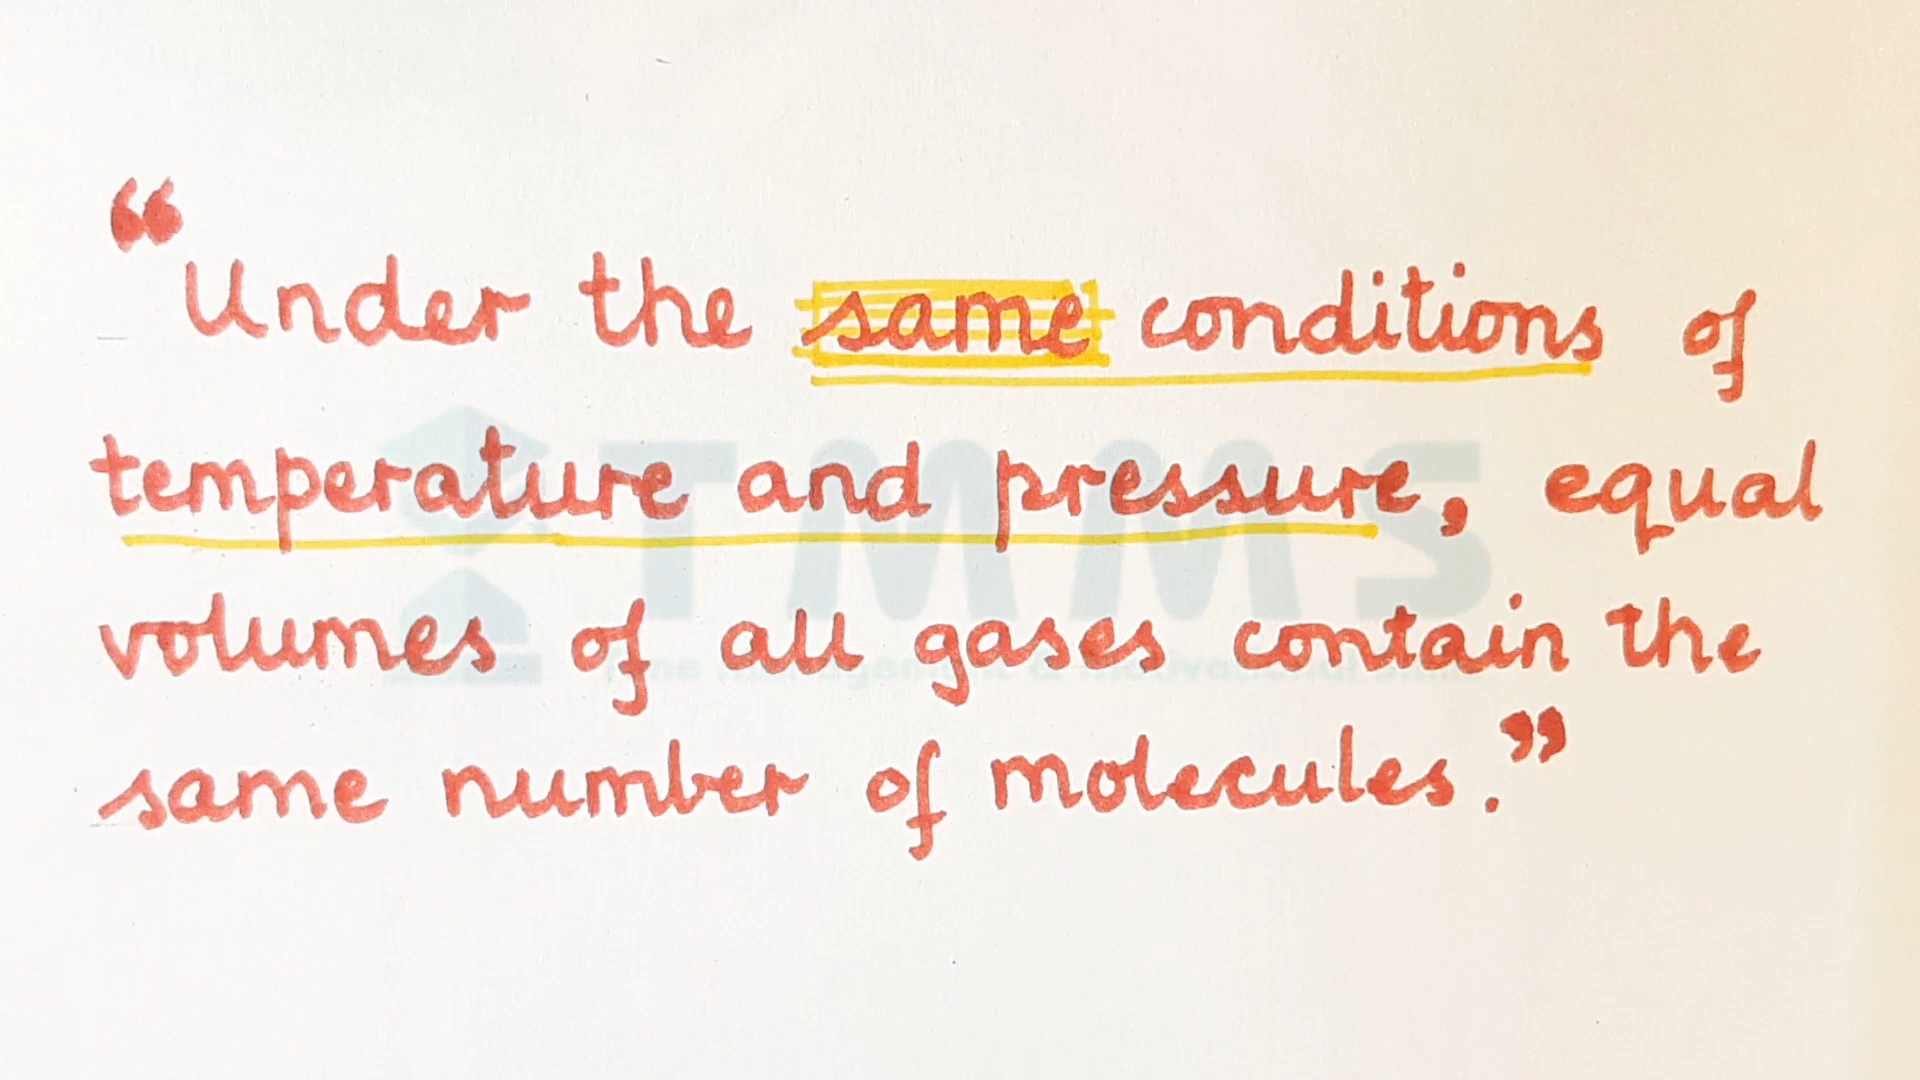 “Under the same conditions of
temperature and pressure, equal
volumes of all gases contain the
same number of molecules.”
TMMS